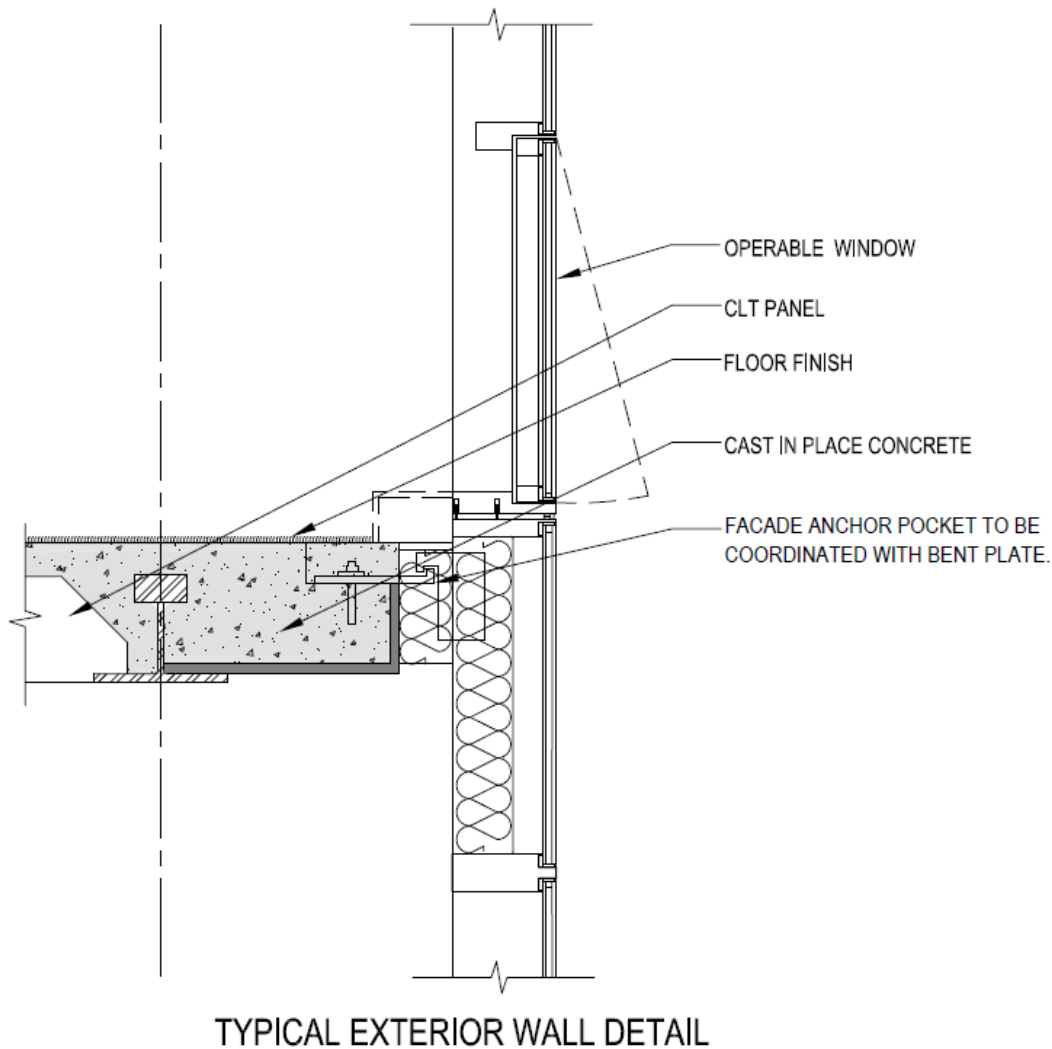 OPERABLE WINDOW
CLT PANEL
FLOOR FINISH
CAST IN PLACE CONCRETE
FACADE ANCHOR POCKET TO BE
COORDINATED WITH BENT PLATE.
TYPICAL EXTERIOR WALL DETAIL